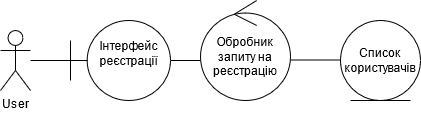 Інтерфейс
реєстрації
Обробник
запиту на
реєстрацію
Список
користувачів
User